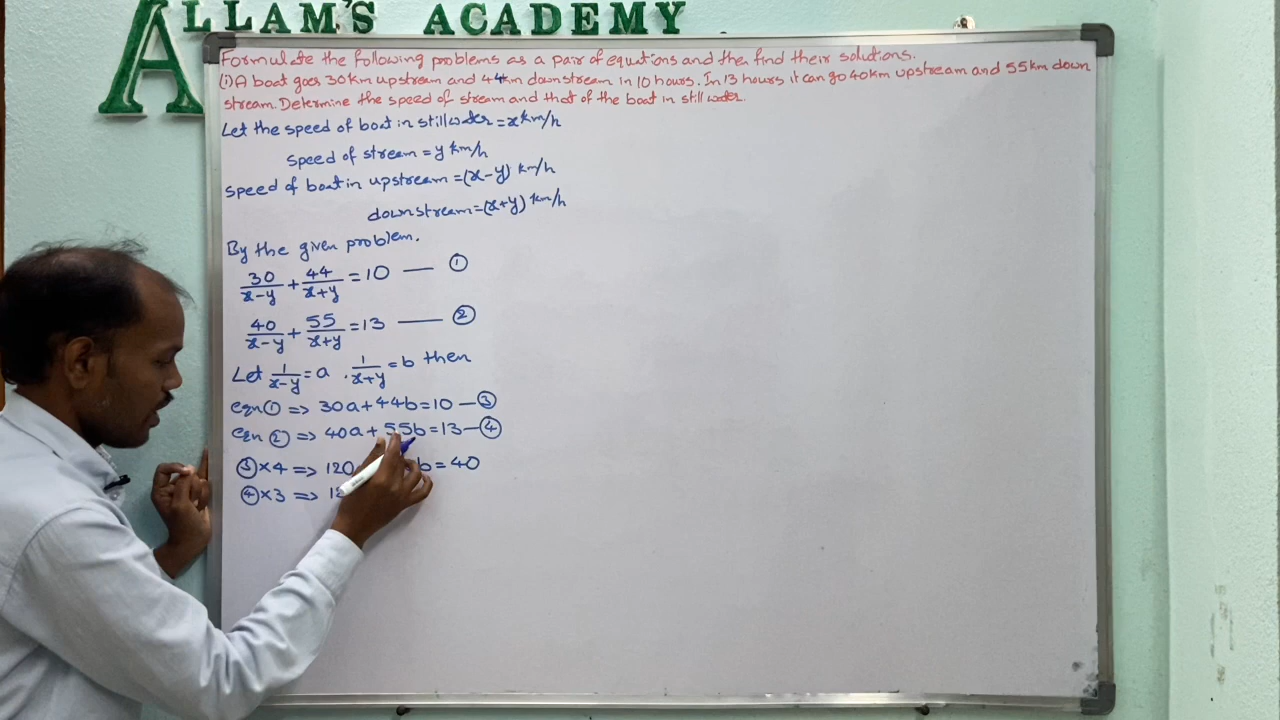 ALLAM'S ACADEMY
Formulate the following problems as a pair of equations and then find their solutions.
(i) A boat goes 30km upstream and 44km downstream in 10 hours. In 13 hours it can go 40km upstream and 55km down
stream. Determine the speed of stream and that of the boat in still water.
Let the speed of boat in still water = x km/h
speed of stream = y km/h
speed of boat in upstream = (x-y) km/h
downstream = (x+y) km/h
By the given problem.
30/x-y + 44/x+y = 10 — ①
40/x-y + 55/x+y = 13 — ②
Let 1/x-y = a . 1/x+y = b then
eqn ① => 30a+44b=10 — ③
eqn ② => 40a+55b=13 — ④
③×4 => 120 b = 40
④×3 => 12